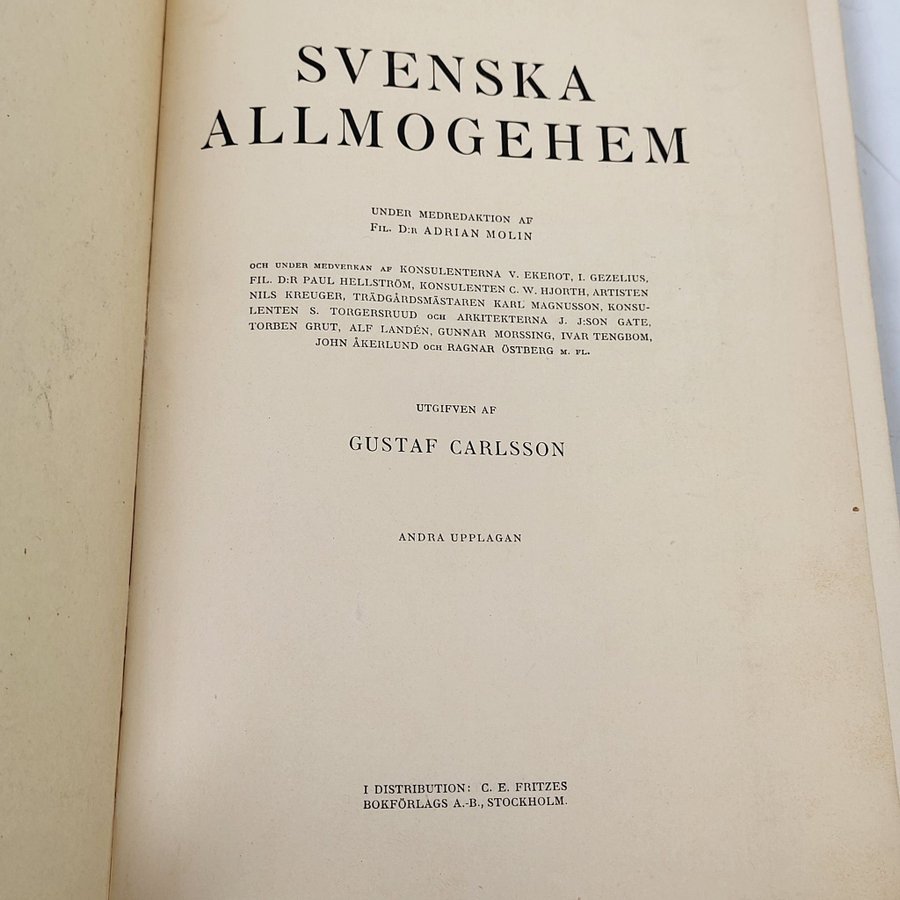 SVENSKA
ALLMOGEHEM
UNDER MEDREDAKTION AF
FIL. D:R ADRIAN MOLIN
OCH UNDER MEDVERKAN AF KONSULENTERNA V. EKEROT, I. GEZELIUS,
FIL. D:R PAUL HELLSTRÖM, KONSULENTEN C. W. HJORTH, ARTISTEN
NILS KREUGER, TRÄDGÅRDSMÄSTAREN KARL MAGNUSSON, KONSU-
LENTEN S. TORGERSRUUD OCH ARKITEKTERNA J. J:SON GATE,
TORBEN GRUT, ALF LANDÉN, GUNNAR MORSSING, IVAR TENGBOM,
JOHN ÅKERLUND OCH RAGNAR ÖSTBERG M. FL.
UTGIFVEN AF
GUSTAF CARLSSON
ANDRA UPPLAGAN
I DISTRIBUTION: C. E. FRITZES
BOKFÖRLAGS A.-B., STOCKHOLM.